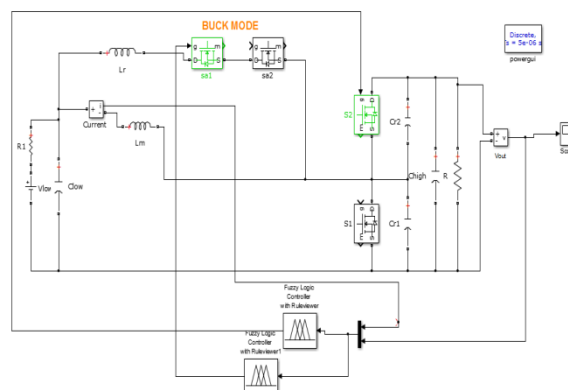 BUCK MODE
Discrete,
s = 5e-06 s
powergui
Lr
g m
D S
sa1
g m
D S
sa2
Current
Lm
R1
Vlow
Clow
S2
Cr2
Chigh
R
Vout
S1
Cr1
Fuzzy Logic
Controller
with Ruleviewer
Fuzzy Logic
Controller
with Ruleviewer1